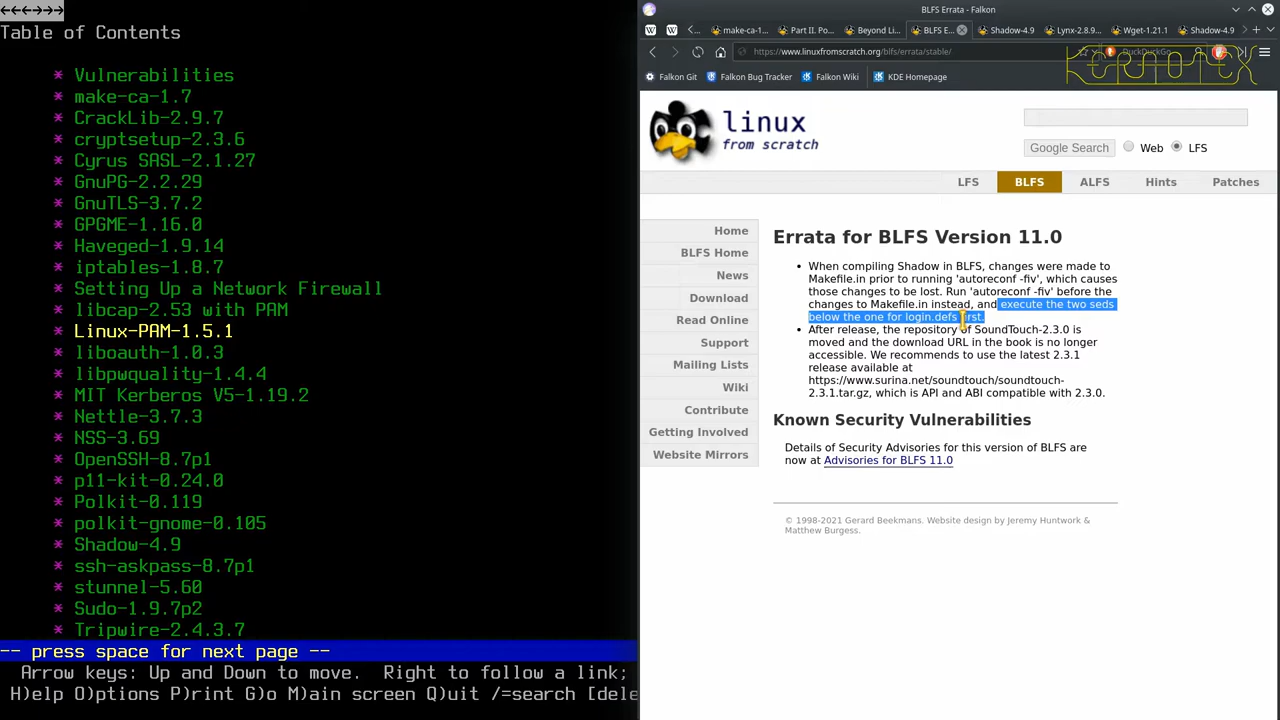 ←←←→→→
Table of Contents
* Vulnerabilities
* make-ca-1.7
* CrackLib-2.9.7
* cryptsetup-2.3.6
* Cyrus SASL-2.1.27
* GnuPG-2.2.29
* GnuTLS-3.7.2
* GPGME-1.16.0
* Haveged-1.9.14
* iptables-1.8.7
* Setting Up a Network Firewall
* libcap-2.53 with PAM
* Linux-PAM-1.5.1
* liboauth-1.0.3
* libpwquality-1.4.4
* MIT Kerberos V5-1.19.2
* Nettle-3.7.3
* NSS-3.69
* OpenSSH-8.7p1
* p11-kit-0.24.0
* Polkit-0.119
* polkit-gnome-0.105
* Shadow-4.9
* ssh-askpass-8.7p1
* stunnel-5.60
* Sudo-1.9.7p2
* Tripwire-2.4.3.7
-- press space for next page --
Arrow keys: Up and Down to move. Right to follow a link;
H)elp O)ptions P)rint G)o M)ain screen Q)uit /=search [dele
BLFS Errata - Falkon
make-ca-1... Part II. Po... Beyond Li... BLFS E... Shadow-4.9 Lynx-2.8.9... Wget-1.21.1 Shadow-4.9
https://www.linuxfromscratch.org/blfs/errata/stable/
DuckDuckGo
Falkon Git Falkon Bug Tracker Falkon Wiki KDE Homepage
linux
from scratch
Google Search Web LFS
LFS BLFS ALFS Hints Patches
Home
BLFS Home
News
Download
Read Online
Support
Mailing Lists
Wiki
Contribute
Getting Involved
Website Mirrors
Errata for BLFS Version 11.0
• When compiling Shadow in BLFS, changes were made to
Makefile.in prior to running 'autoreconf -fiv', which causes
those changes to be lost. Run 'autoreconf -fiv' before the
changes to Makefile.in instead, and execute the two seds
below the one for login.defs first.
• After release, the repository of SoundTouch-2.3.0 is
moved and the download URL in the book is no longer
accessible. We recommends to use the latest 2.3.1
release available at
https://www.surina.net/soundtouch/soundtouch-
2.3.1.tar.gz, which is API and ABI compatible with 2.3.0.
Known Security Vulnerabilities
Details of Security Advisories for this version of BLFS are
now at Advisories for BLFS 11.0
© 1998-2021 Gerard Beekmans. Website design by Jeremy Huntwork &
Matthew Burgess.